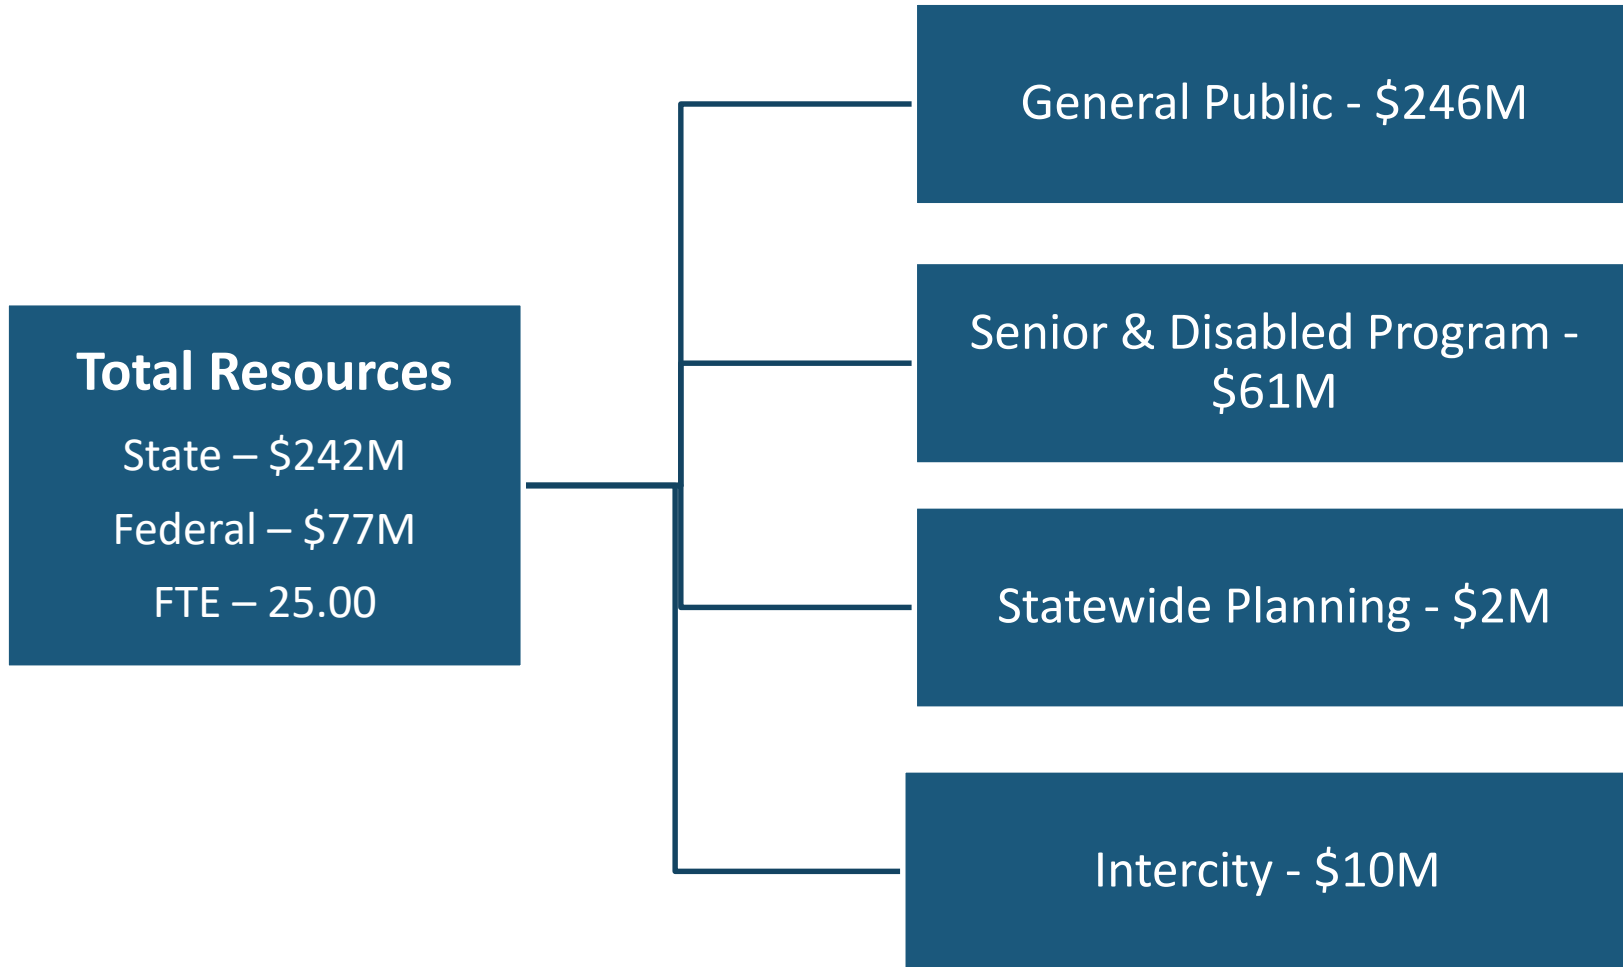 Total Resources
State – $242M
Federal – $77M
FTE – 25.00
General Public - $246M
Senior & Disabled Program -
$61M
Statewide Planning - $2M
Intercity - $10M